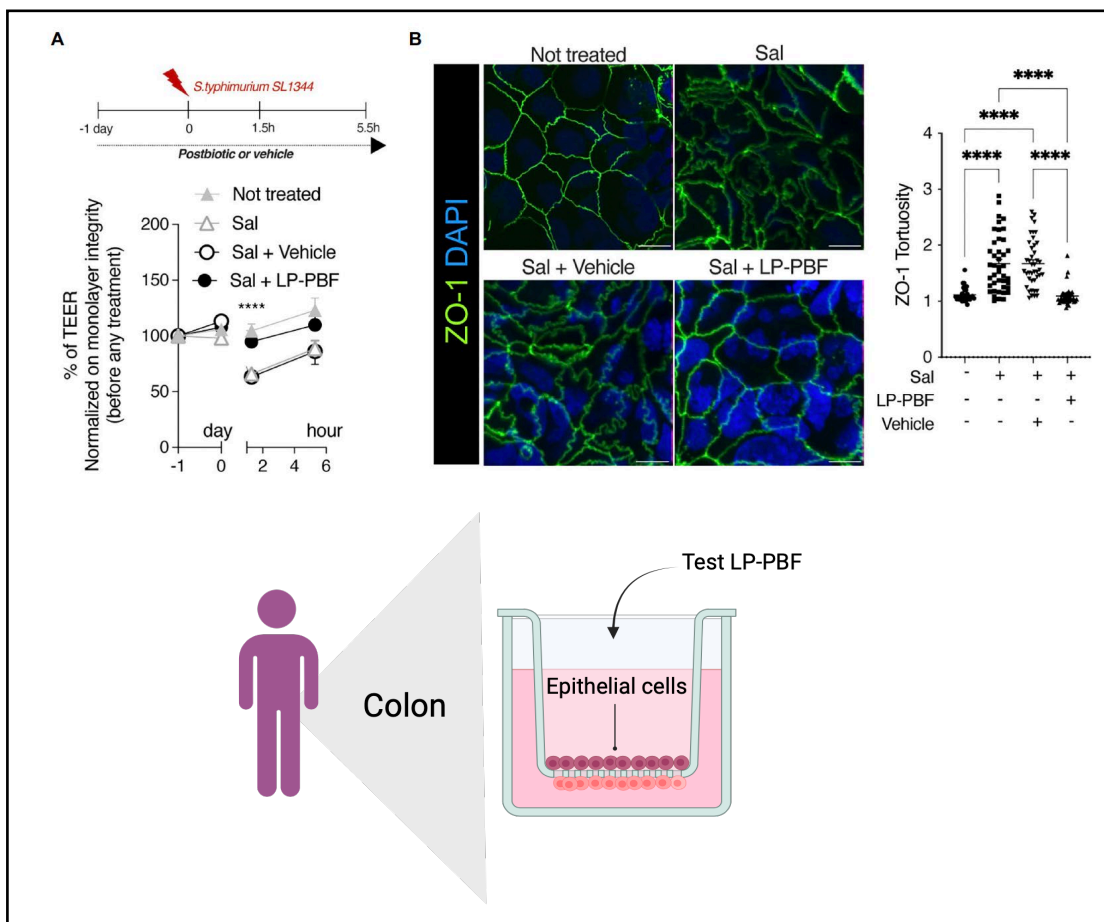 A
S.typhimurium SL1344
-1 day
0
1.5h
5.5h
Postbiotic or vehicle
Not treated
Sal
Sal + Vehicle
Sal + LP-PBF
% of TEER
Normalized on monolayer integrity
(before any treatment)
200
150
100
50
0
****
day
hour
-1
0
2
4
6
B
ZO-1 DAPI
Not treated
Sal
Sal + Vehicle
Sal + LP-PBF
****
****
****
****
ZO-1 Tortuosity
4
3
2
1
0
Sal - + + +
LP-PBF - - - +
Vehicle - - + -
Test LP-PBF
Epithelial cells
Colon